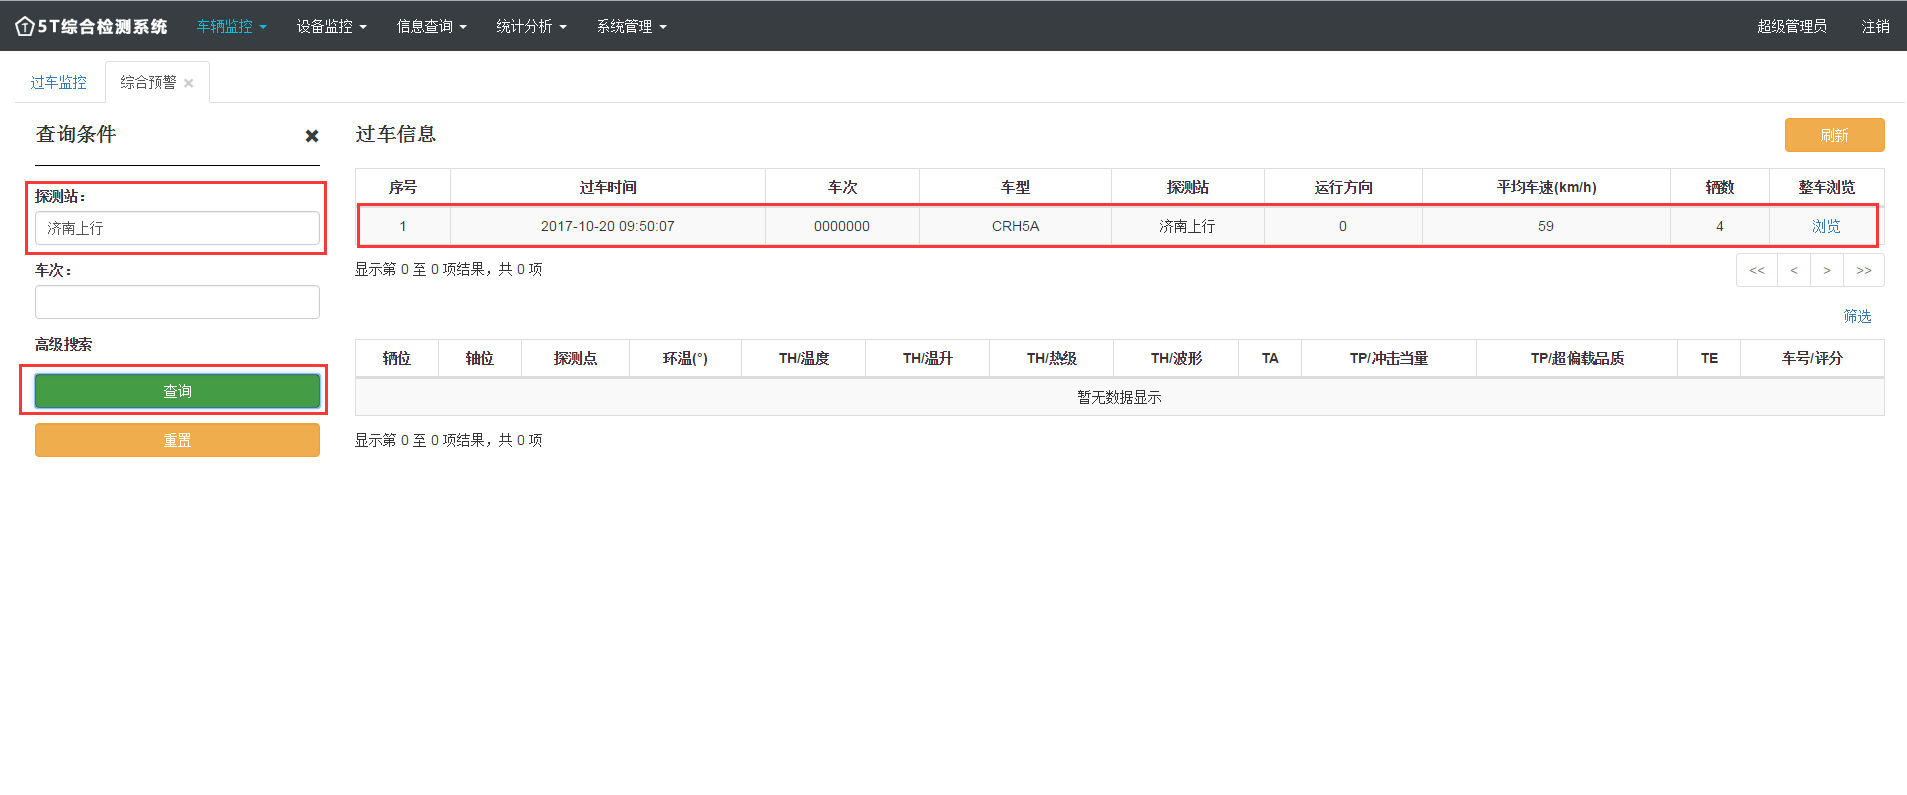 5T综合检测系统 车辆监控 设备监控 信息查询 统计分析 系统管理 超级管理员 注销
过车监控 综合预警
查询条件
探测站：
济南上行
车次：
高级搜索
查询
重置
过车信息 刷新
序号 过车时间 车次 车型 探测站 运行方向 平均车速(km/h) 辆数 整车浏览
1 2017-10-20 09:50:07 0000000 CRH5A 济南上行 0 59 4 浏览
显示第 0 至 0 项结果，共 0 项 << < > >>
筛选
辆位 轴位 探测点 环温(°) TH/温度 TH/温升 TH/热级 TH/波形 TA TP/冲击当量 TP/超偏载品质 TE 车号/评分
暂无数据显示
显示第 0 至 0 项结果，共 0 项